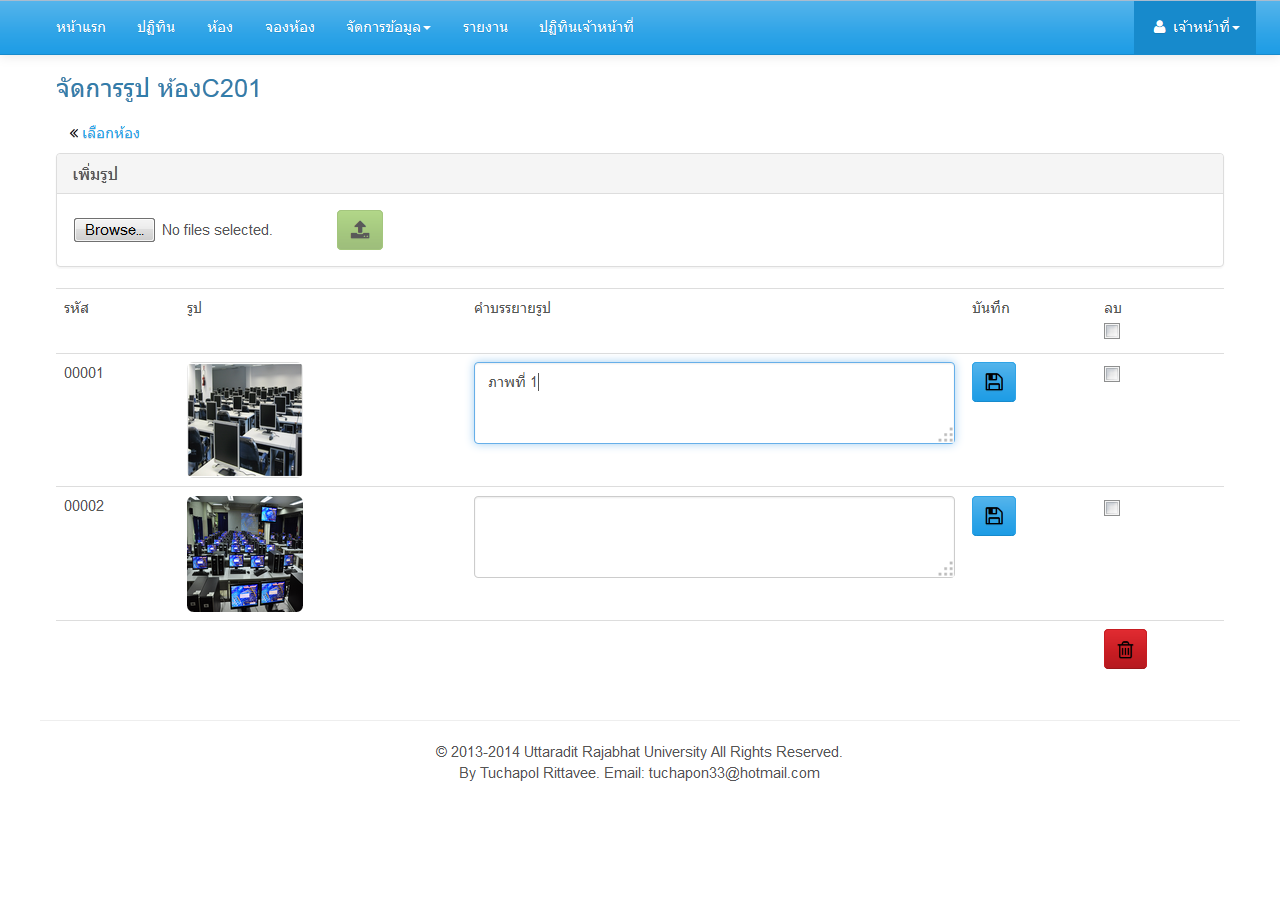 หน้าแรก ปฏิทิน ห้อง จองห้อง จัดการข้อมูล รายงาน ปฏิทินเจ้าหน้าที่ เจ้าหน้าที่
จัดการรูป ห้องC201
« เลือกห้อง
เพิ่มรูป
Browse... No files selected.
รหัส รูป คำบรรยายรูป บันทึก ลบ
00001 ภาพที่ 1
00002
© 2013-2014 Uttaradit Rajabhat University All Rights Reserved.
By Tuchapol Rittavee. Email: tuchapon33@hotmail.com